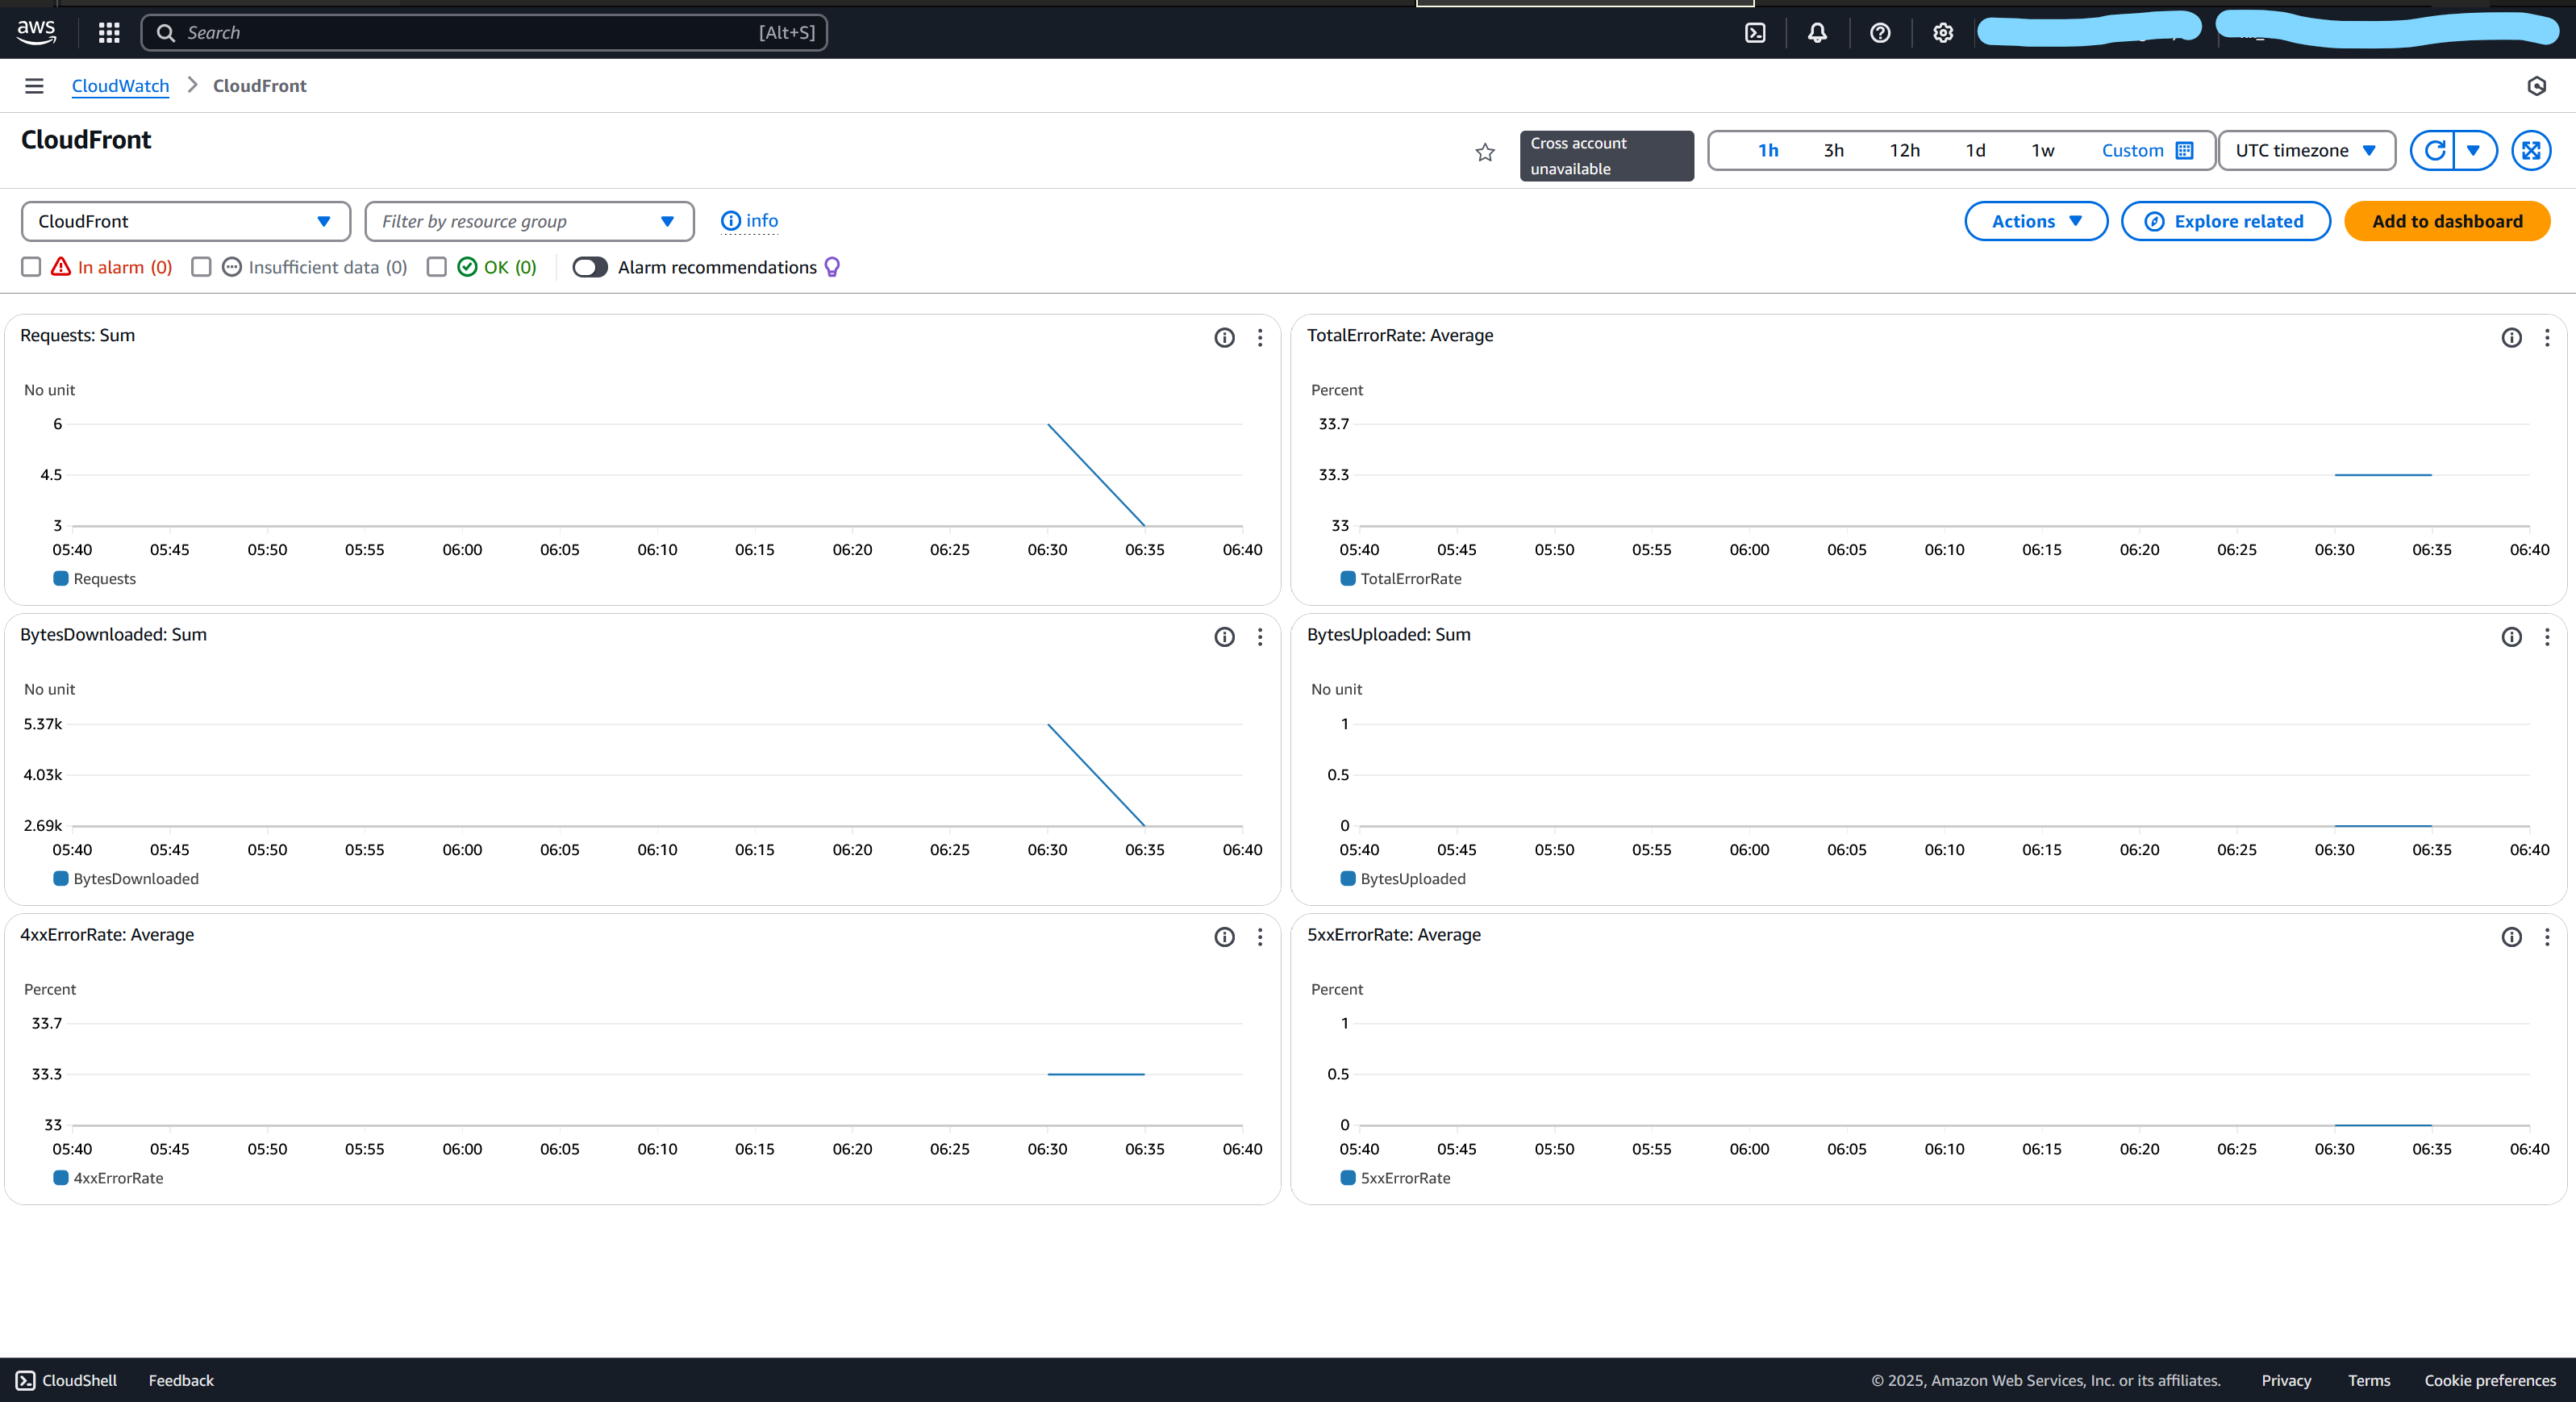 aws
Search [Alt+S]
CloudWatch > CloudFront
CloudFront
Cross account
unavailable
1h 3h 12h 1d 1w Custom
UTC timezone
CloudFront
Filter by resource group
info
Actions
Explore related
Add to dashboard
In alarm (0)
Insufficient data (0)
OK (0)
Alarm recommendations
Requests: Sum
No unit
6
4.5
3
05:40 05:45 05:50 05:55 06:00 06:05 06:10 06:15 06:20 06:25 06:30 06:35 06:40
Requests
TotalErrorRate: Average
Percent
33.7
33.3
33
05:40 05:45 05:50 05:55 06:00 06:05 06:10 06:15 06:20 06:25 06:30 06:35 06:40
TotalErrorRate
BytesDownloaded: Sum
No unit
5.37k
4.03k
2.69k
05:40 05:45 05:50 05:55 06:00 06:05 06:10 06:15 06:20 06:25 06:30 06:35 06:40
BytesDownloaded
BytesUploaded: Sum
No unit
1
0.5
0
05:40 05:45 05:50 05:55 06:00 06:05 06:10 06:15 06:20 06:25 06:30 06:35 06:40
BytesUploaded
4xxErrorRate: Average
Percent
33.7
33.3
33
05:40 05:45 05:50 05:55 06:00 06:05 06:10 06:15 06:20 06:25 06:30 06:35 06:40
4xxErrorRate
5xxErrorRate: Average
Percent
1
0.5
0
05:40 05:45 05:50 05:55 06:00 06:05 06:10 06:15 06:20 06:25 06:30 06:35 06:40
5xxErrorRate
CloudShell Feedback
© 2025, Amazon Web Services, Inc. or its affiliates. Privacy Terms Cookie preferences